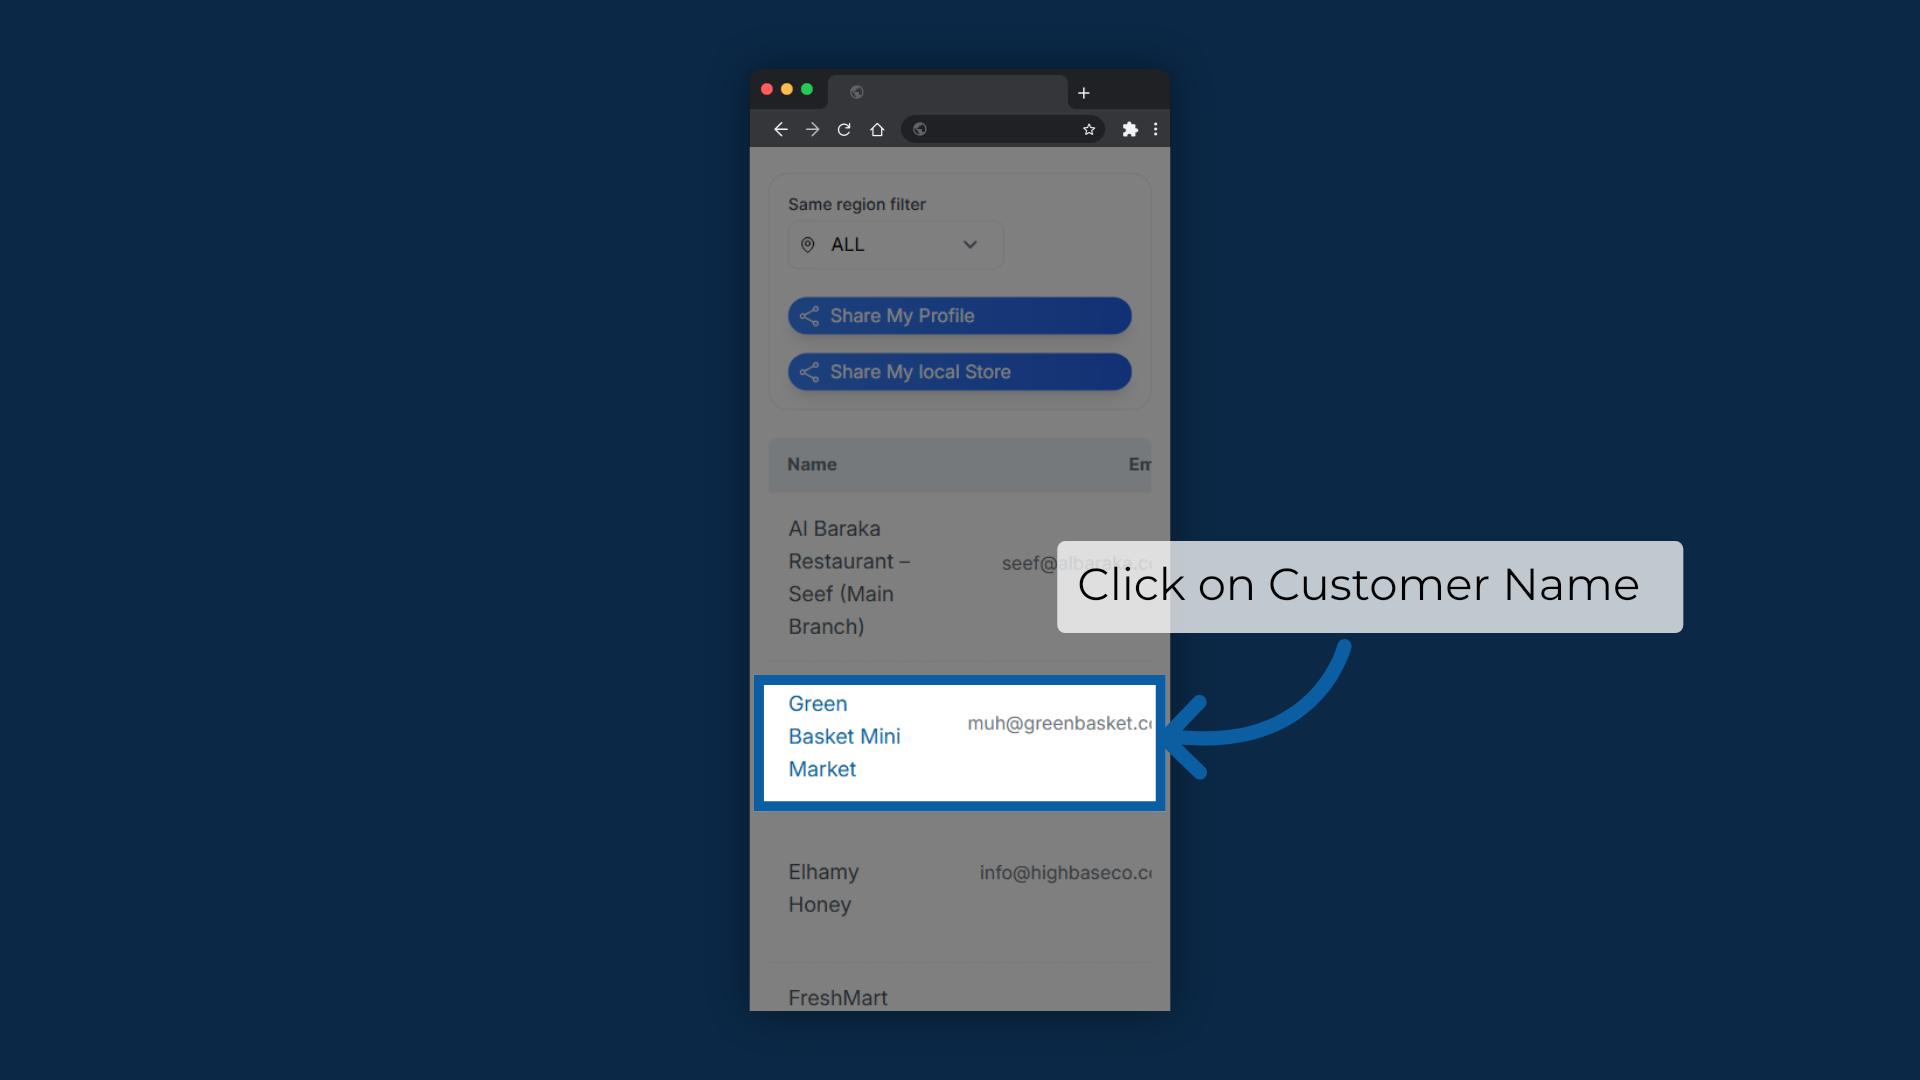 Same region filter
ALL
Share My Profile
Share My local Store
Name Em
Al Baraka
Restaurant –
Seef (Main
Branch)
seef@albaraka.c
Click on Customer Name
Green
Basket Mini
Market
muh@greenbasket.c
Elhamy
Honey
info@highbaseco.c
FreshMart